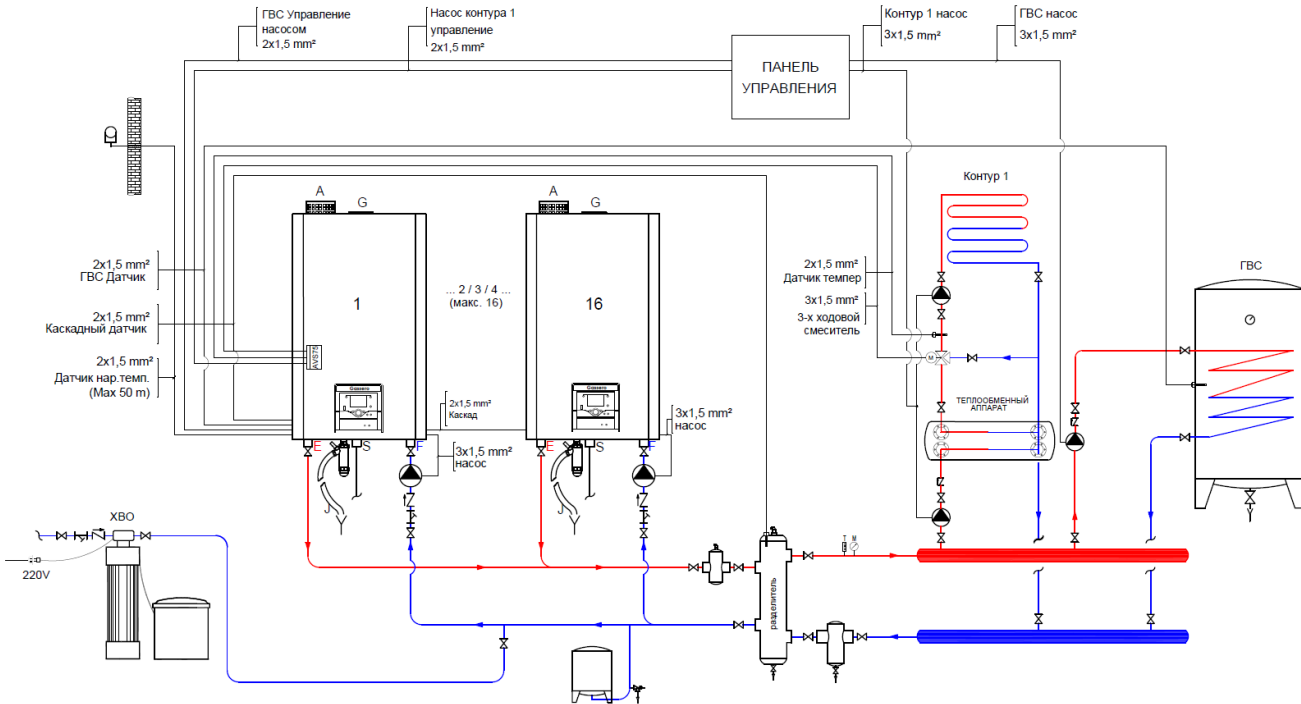 ГВС Управление
насосом
2x1,5 mm²
Насос контура 1
управление
2x1,5 mm²
Контур 1 насос
3x1,5 mm²
ГВС насос
3x1,5 mm²
ПАНЕЛЬ
УПРАВЛЕНИЯ
A
G
A
G
Контур 1
2x1,5 mm²
ГВС Датчик
2x1,5 mm²
Каскадный датчик
2x1,5 mm²
Датчик нар.темп.
(Max 50 m)
1
... 2 / 3 / 4 ...
(макс. 16)
16
AVS75
2x1,5 mm²
Датчик темпер
3x1,5 mm²
3-х ходовой
смеситель
M
ГВС
ТЕПЛООБМЕННЫЙ
АППАРАТ
2x1,5 mm²
Каскад
3x1,5 mm²
насос
3x1,5 mm²
насос
E
S
F
E
S
F
J
J
ХВО
220V
T
M
разделитель